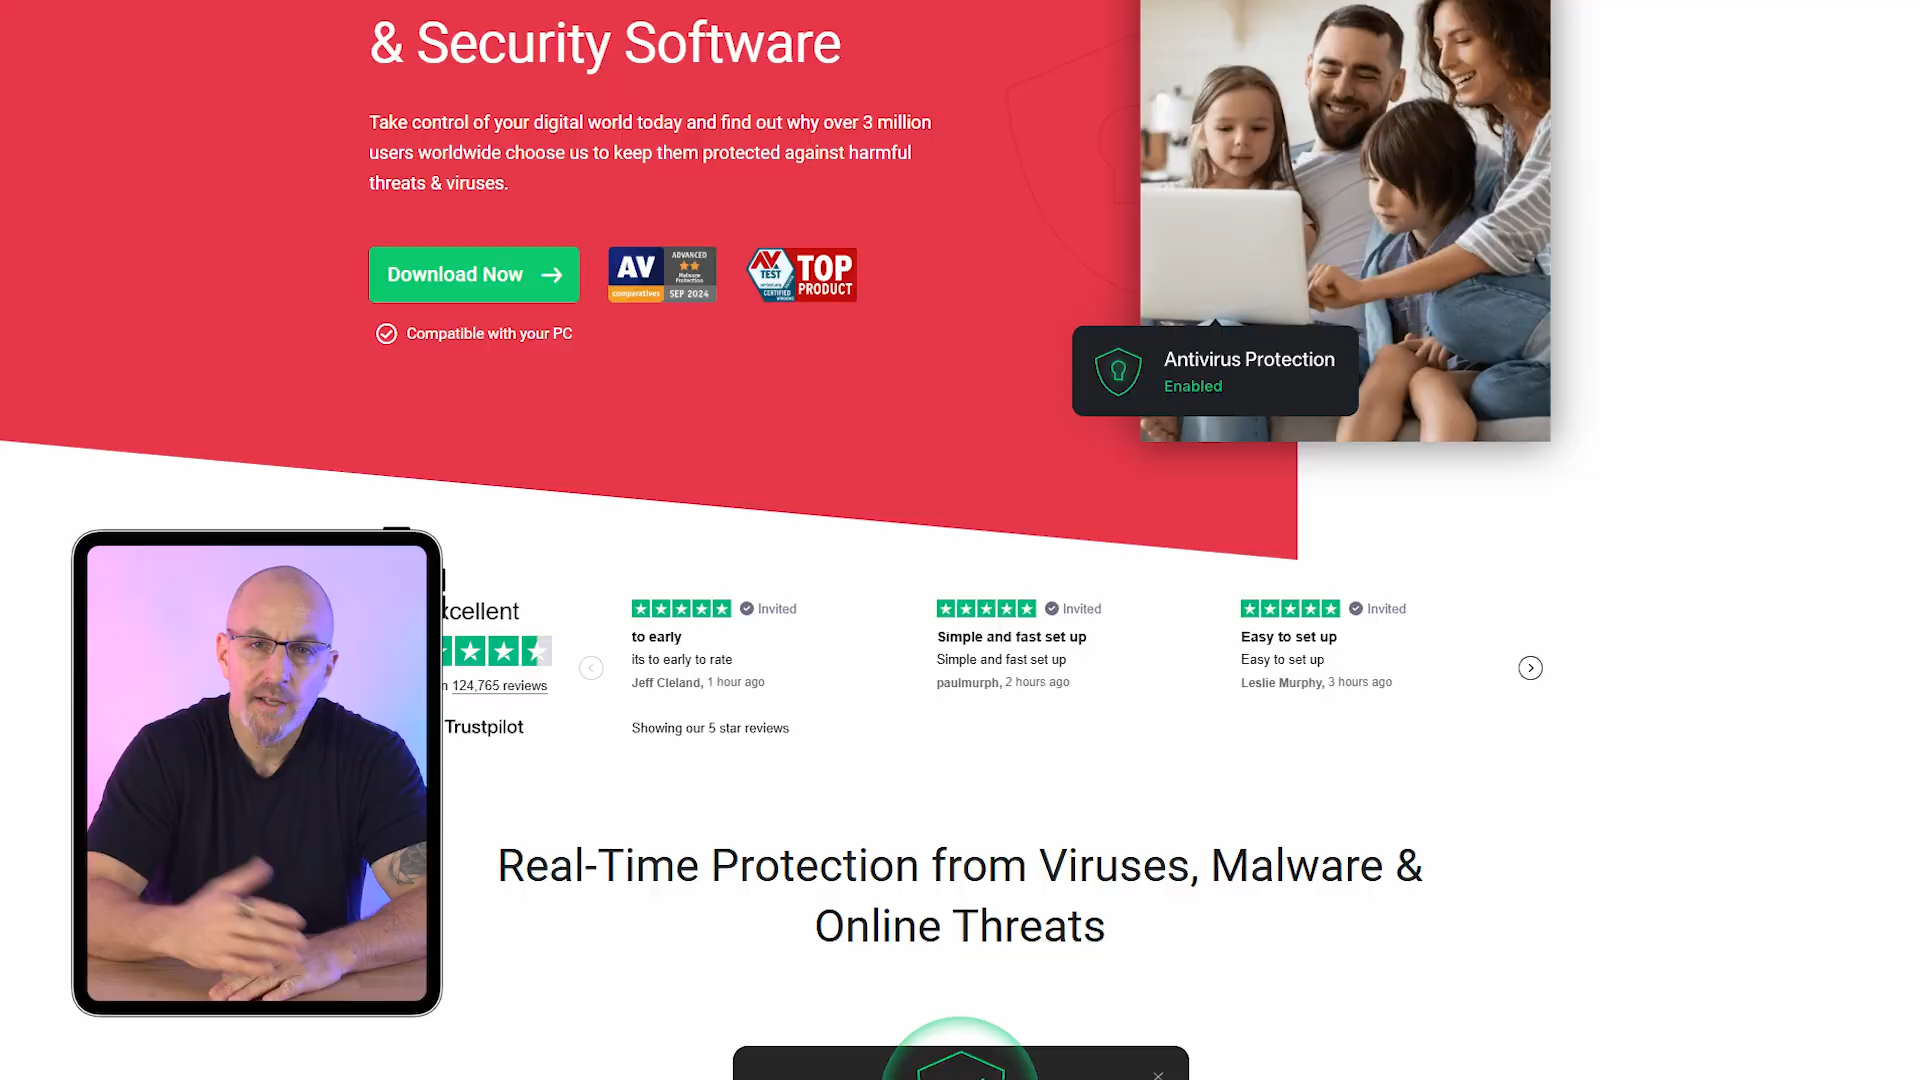 & Security Software
Take control of your digital world today and find out why over 3 million
users worldwide choose us to keep them protected against harmful
threats & viruses.
Download Now
AV
comparatives
ADVANCED
Malware
Protection
SEP 2024
AV
TEST
CERTIFIED
TOP
PRODUCT
Compatible with your PC
Antivirus Protection
Enabled
xcellent
124,765 reviews
Trustpilot
Invited
to early
its to early to rate
Jeff Cleland, 1 hour ago
Invited
Simple and fast set up
Simple and fast set up
paulmurph, 2 hours ago
Invited
Easy to set up
Easy to set up
Leslie Murphy, 3 hours ago
Showing our 5 star reviews
Real-Time Protection from Viruses, Malware &
Online Threats